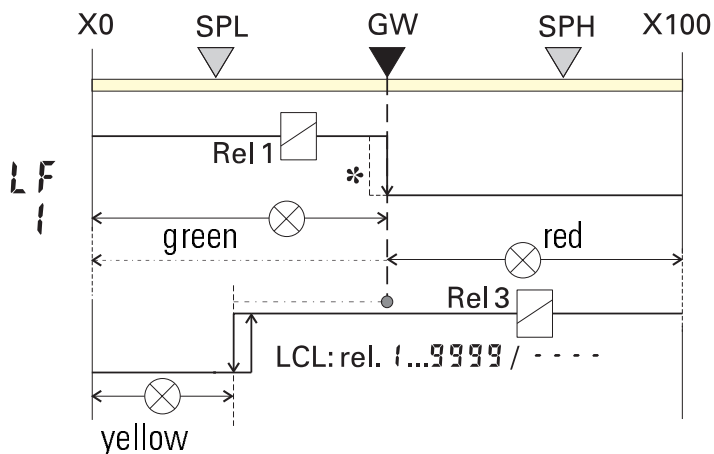 X0 SPL GW SPH X100
Rel 1
LF
*
1
green
red
Rel 3
LCL: rel. 1...9999 / - - - -
yellow